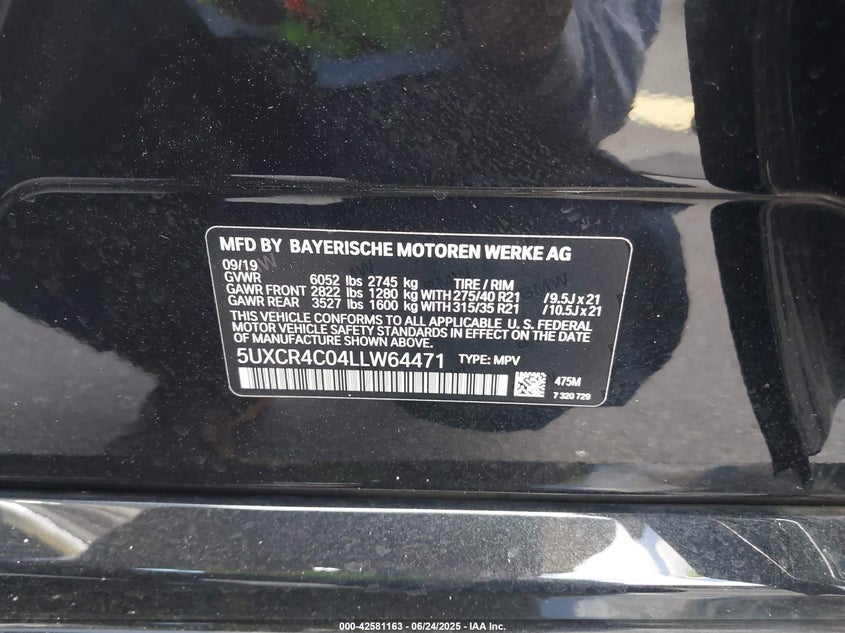 MFD BY BAYERISCHE MOTOREN WERKE AG
09/19
GVWR 6052 lbs 2745 kg TIRE / RIM
GAWR FRONT 2822 lbs 1280 kg WITH 275/40 R21 / 9.5J x 21
GAWR REAR 3527 lbs 1600 kg WITH 315/35 R21 / 10.5J x 21
THIS VEHICLE CONFORMS TO ALL APPLICABLE U. S. FEDERAL
MOTOR VEHICLE SAFETY STANDARDS IN EFFECT ON THE
DATE OF MANUFACTURE SHOWN ABOVE.
5UXCR4C04LLW64471 TYPE: MPV
475M
7 320 729
000-42581163 - 06/24/2025 - IAA Inc.